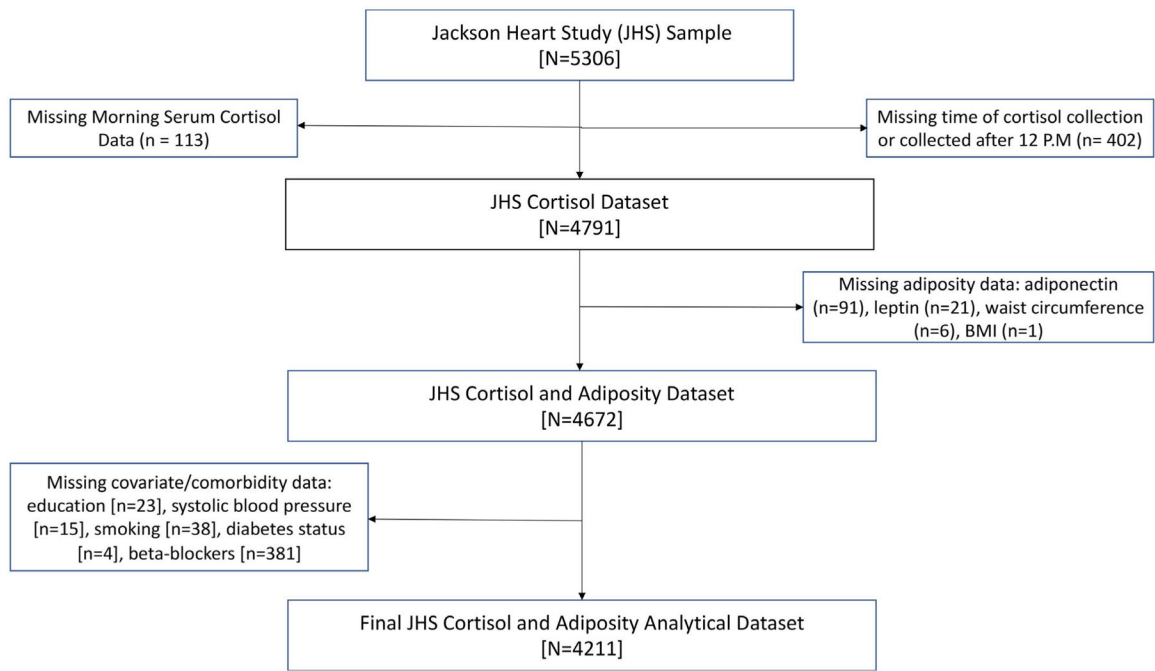 Jackson Heart Study (JHS) Sample
[N=5306]
Missing Morning Serum Cortisol
Data (n = 113)
Missing time of cortisol collection
or collected after 12 P.M (n= 402)
JHS Cortisol Dataset
[N=4791]
Missing adiposity data: adiponectin
(n=91), leptin (n=21), waist circumference
(n=6), BMI (n=1)
JHS Cortisol and Adiposity Dataset
[N=4672]
Missing covariate/comorbidity data:
education [n=23], systolic blood pressure
[n=15], smoking [n=38], diabetes status
[n=4], beta-blockers [n=381]
Final JHS Cortisol and Adiposity Analytical Dataset
[N=4211]